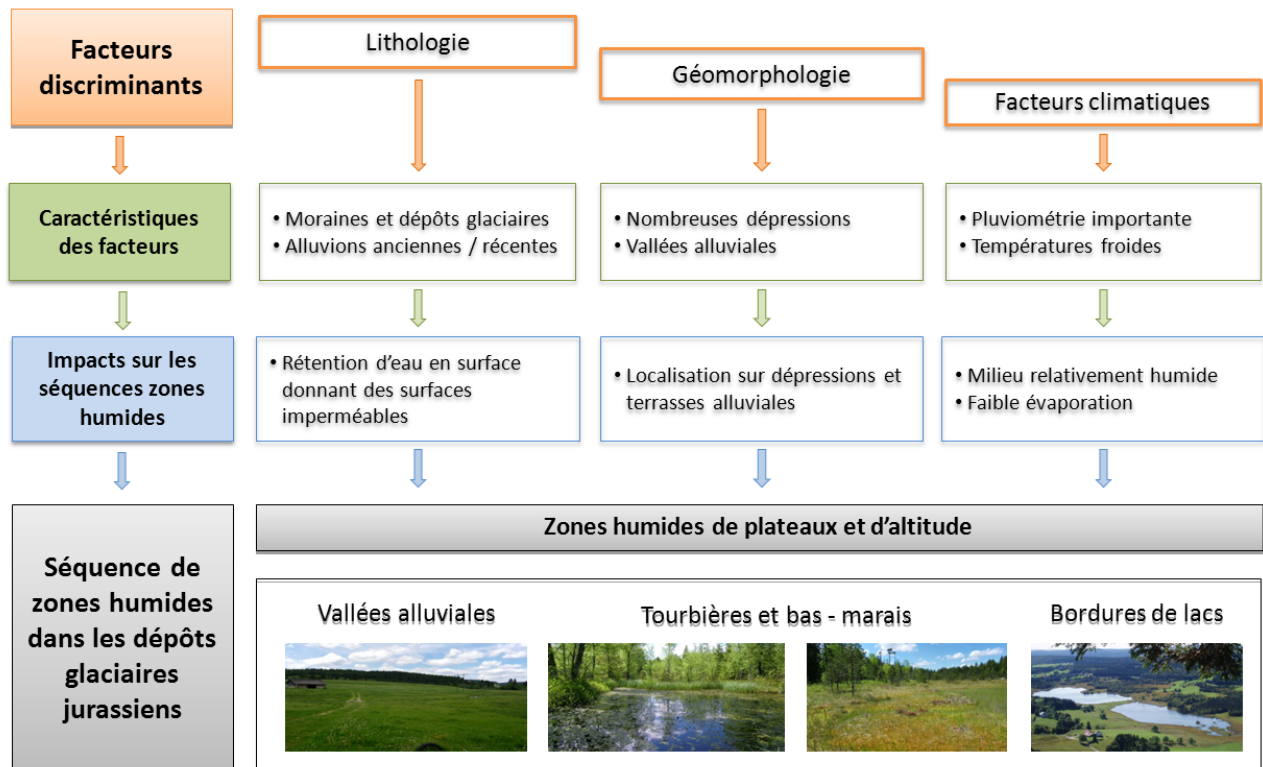 Facteurs
discriminants
Lithologie
Géomorphologie
Facteurs climatiques
Caractéristiques
des facteurs
• Moraines et dépôts glaciaires
• Alluvions anciennes / récentes
• Nombreuses dépressions
• Vallées alluviales
• Pluviométrie importante
• Températures froides
Impacts sur les
séquences zones
humides
• Rétention d'eau en surface
donnant des surfaces
imperméables
• Localisation sur dépressions et
terrasses alluviales
• Milieu relativement humide
• Faible évaporation
Séquence de
zones humides
dans les dépôts
glaciaires
jurassiens
Zones humides de plateaux et d'altitude
Vallées alluviales
Tourbières et bas - marais
Bordures de lacs